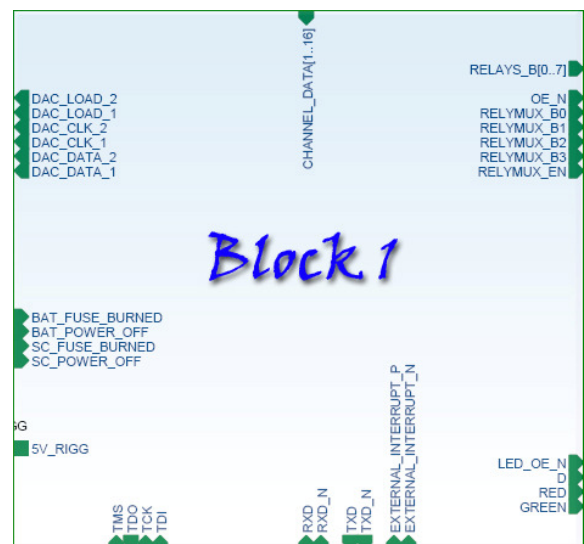 CHANNEL_DATA[1..16]
RELAYS_B[0..7]
DAC_LOAD_2
DAC_LOAD_1
DAC_CLK_2
DAC_CLK_1
DAC_DATA_2
DAC_DATA_1
OE_N
RELYMUX_B0
RELYMUX_B1
RELYMUX_B2
RELYMUX_B3
RELYMUX_EN
Block 1
BAT_FUSE_BURNED
BAT_POWER_OFF
SC_FUSE_BURNED
SC_POWER_OFF
GG
5V_RIGG
EXTERNAL_INTERRUPT_P
EXTERNAL_INTERRUPT_N
LED_OE_N
D
RED
GREEN
TMS
TDO
TCK
TDI
RXD
RXD_N
TXD
TXD_N